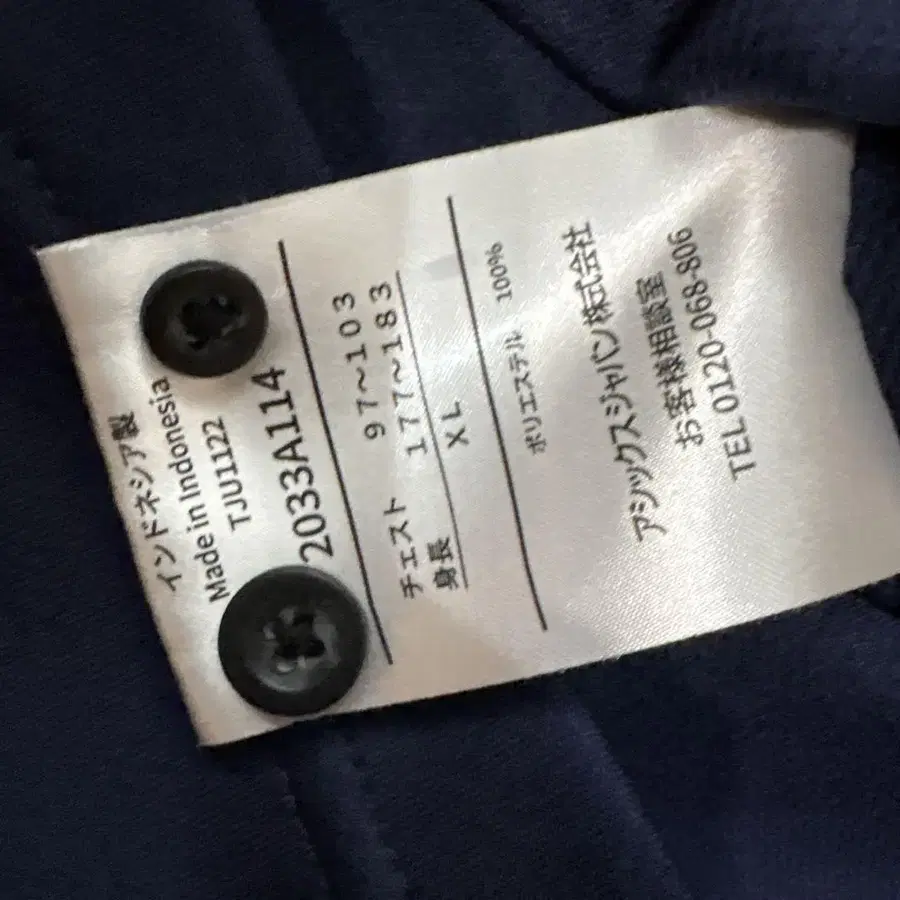 インドネシア製
Made in Indonesia
TJU1122
2033A114
チェスト 97〜103
身長 177〜183
XL
ポリエステル 100%
アシックスジャパン株式会社
お客様相談室
TEL 0120-068-806